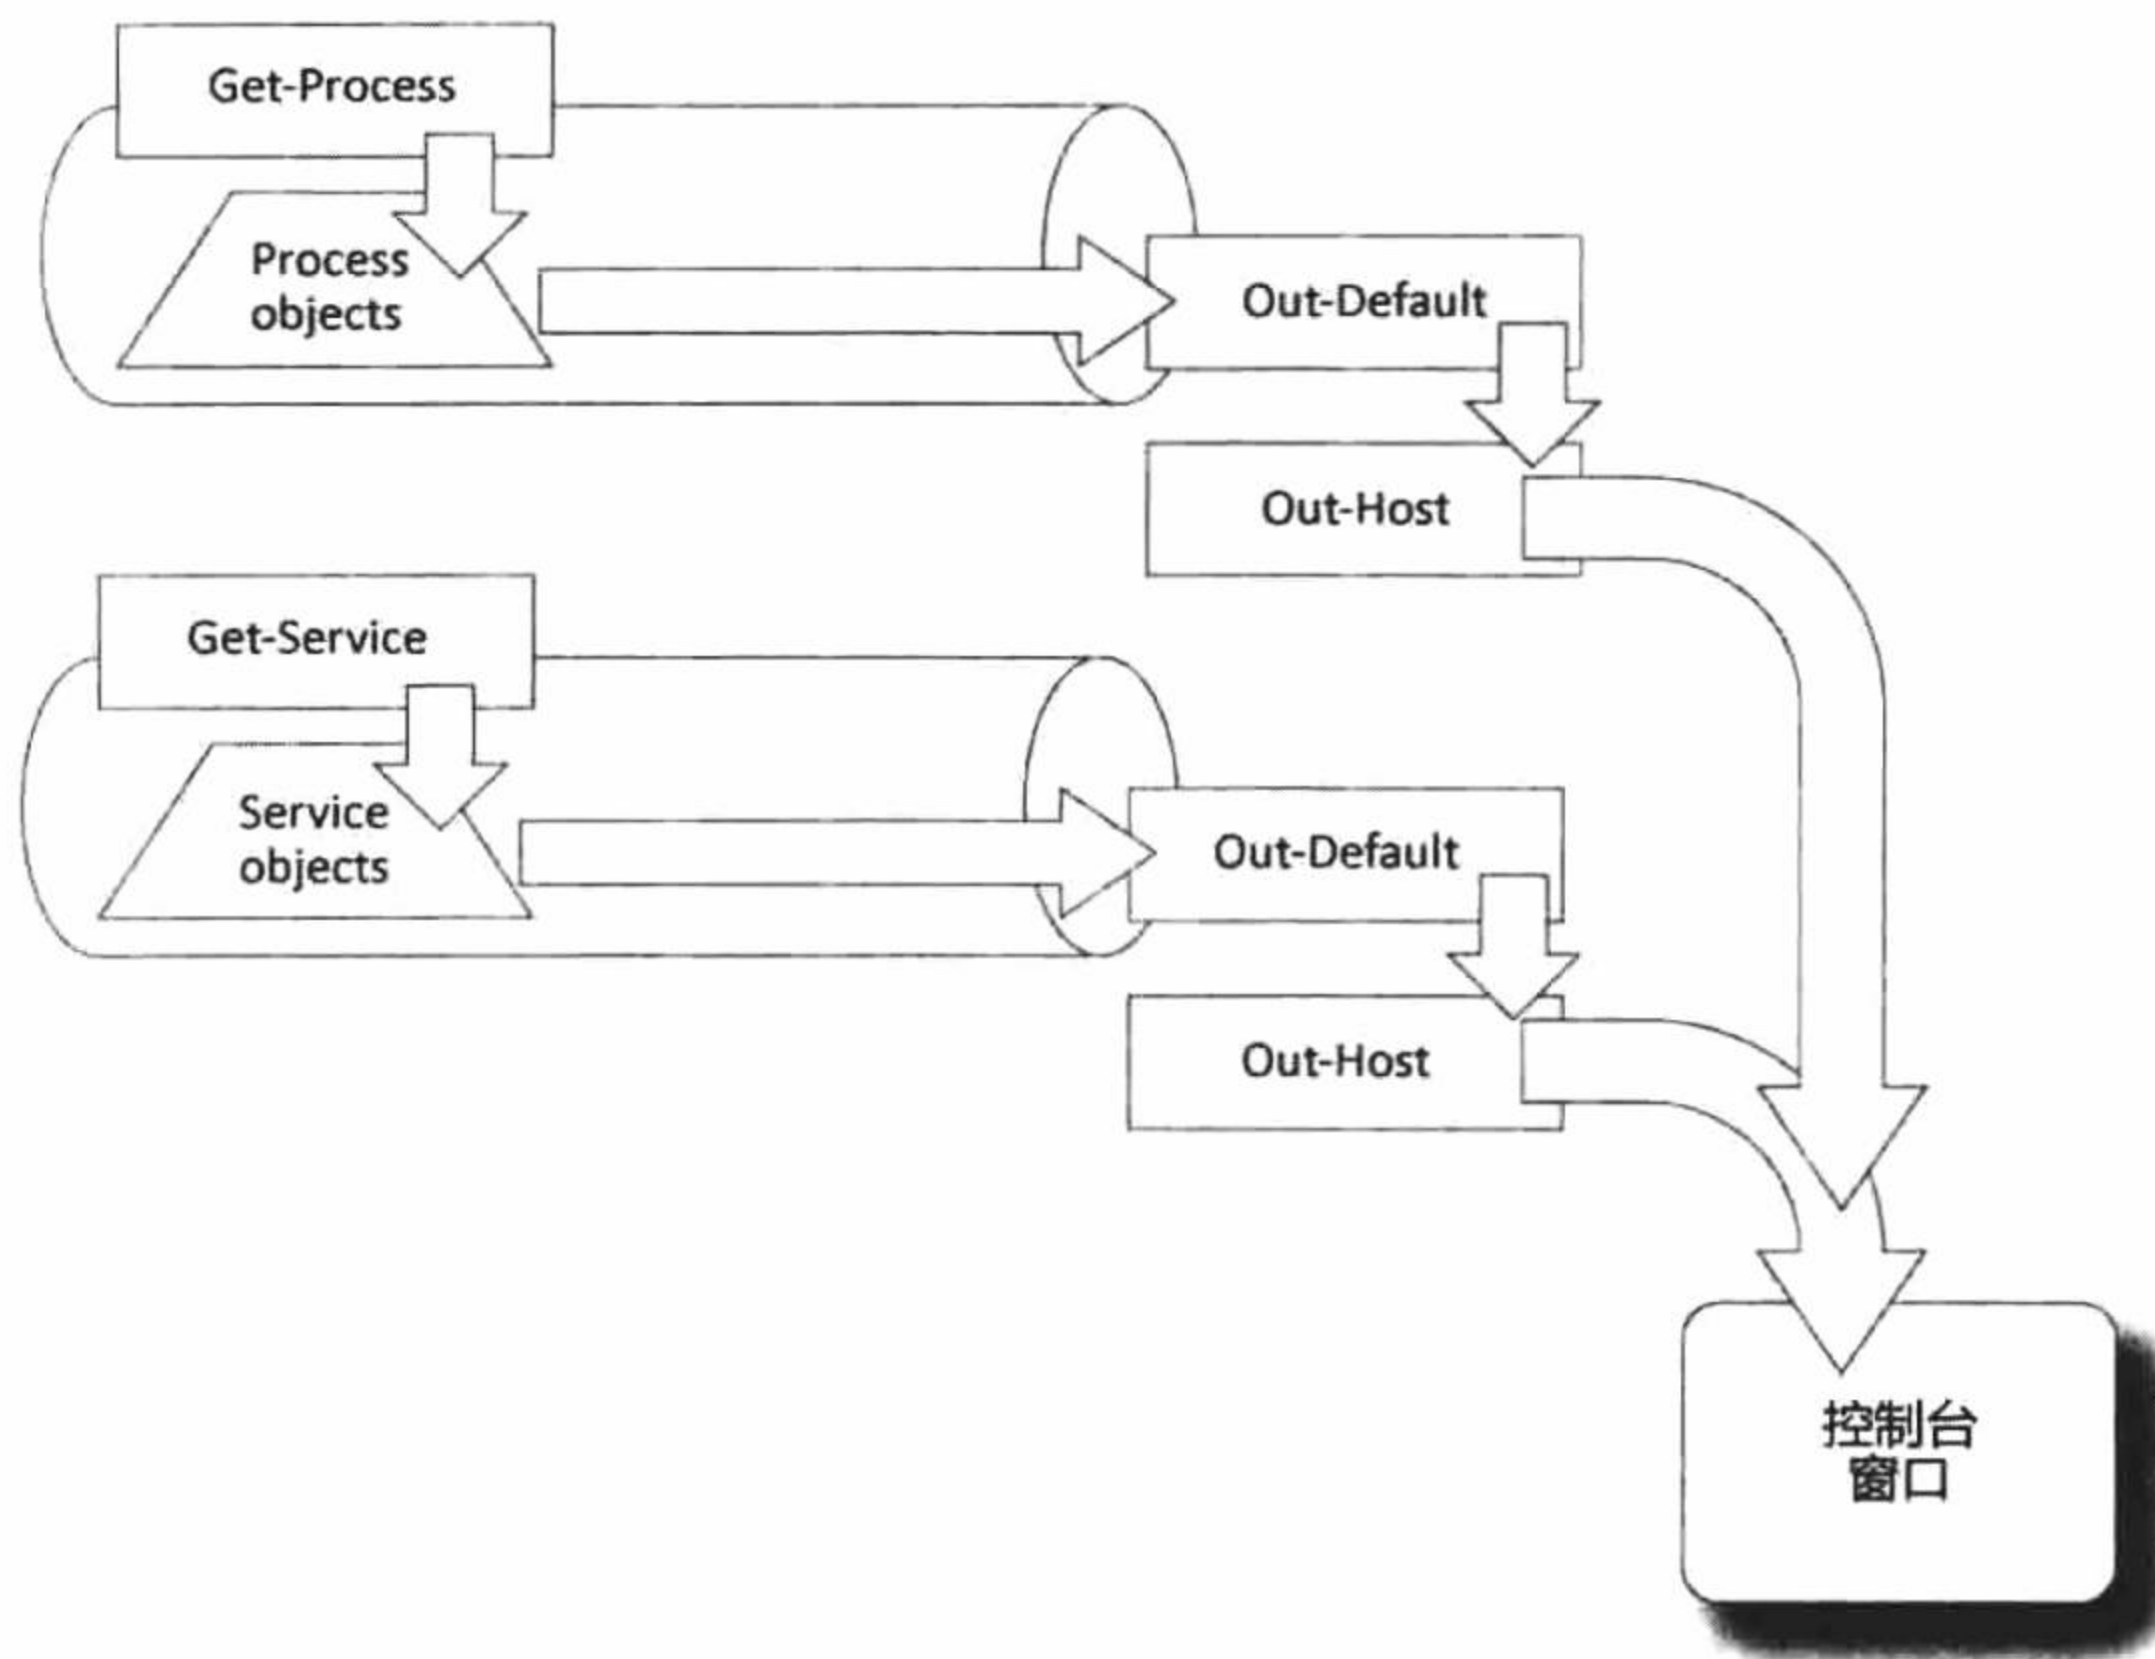 Get-Process
Process
objects
Out-Default
Out-Host
Get-Service
Service
objects
Out-Default
Out-Host
控制台
窗口